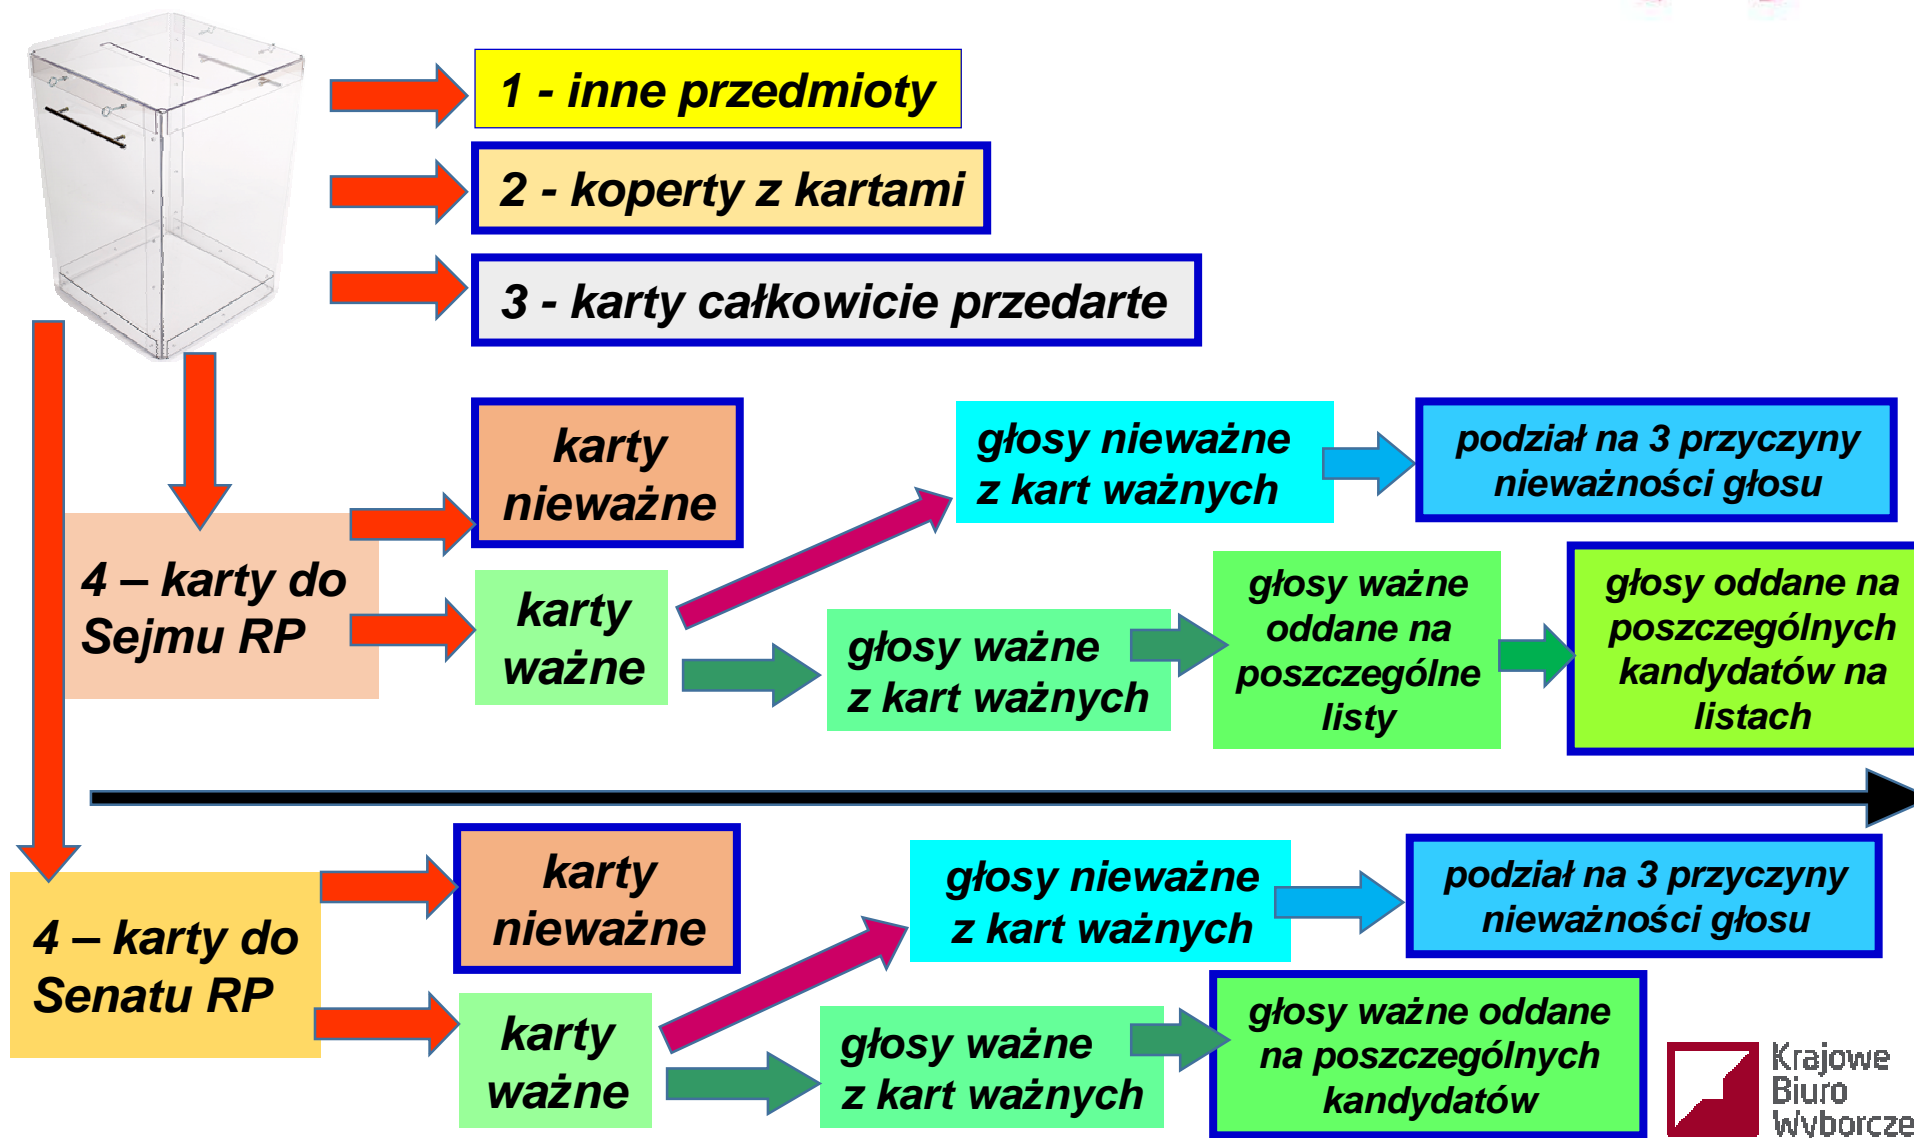 1 - inne przedmioty
2 - koperty z kartami
3 - karty całkowicie przedarte
karty
nieważne
głosy nieważne
z kart ważnych
podział na 3 przyczyny
nieważności głosu
4 – karty do
Sejmu RP
karty
ważne
głosy ważne
z kart ważnych
głosy ważne
oddane na
poszczególne
listy
głosy oddane na
poszczególnych
kandydatów na
listach
karty
nieważne
głosy nieważne
z kart ważnych
podział na 3 przyczyny
nieważności głosu
4 – karty do
Senatu RP
karty
ważne
głosy ważne
z kart ważnych
głosy ważne oddane
na poszczególnych
kandydatów
Krajowe
Biuro
Wyborcze